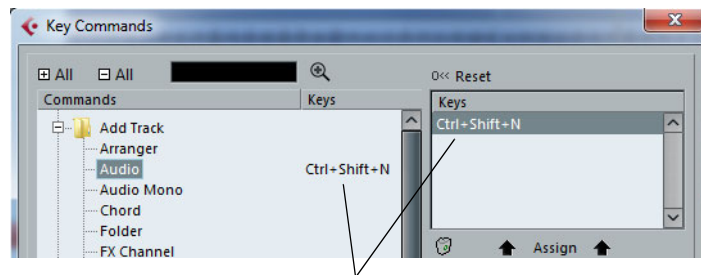 Key Commands
x
All All
0<< Reset
Commands Keys
Keys
Ctrl+Shift+N
Add Track
Arranger
Audio Ctrl+Shift+N
Audio Mono
Chord
Folder
FX Channel
Assign